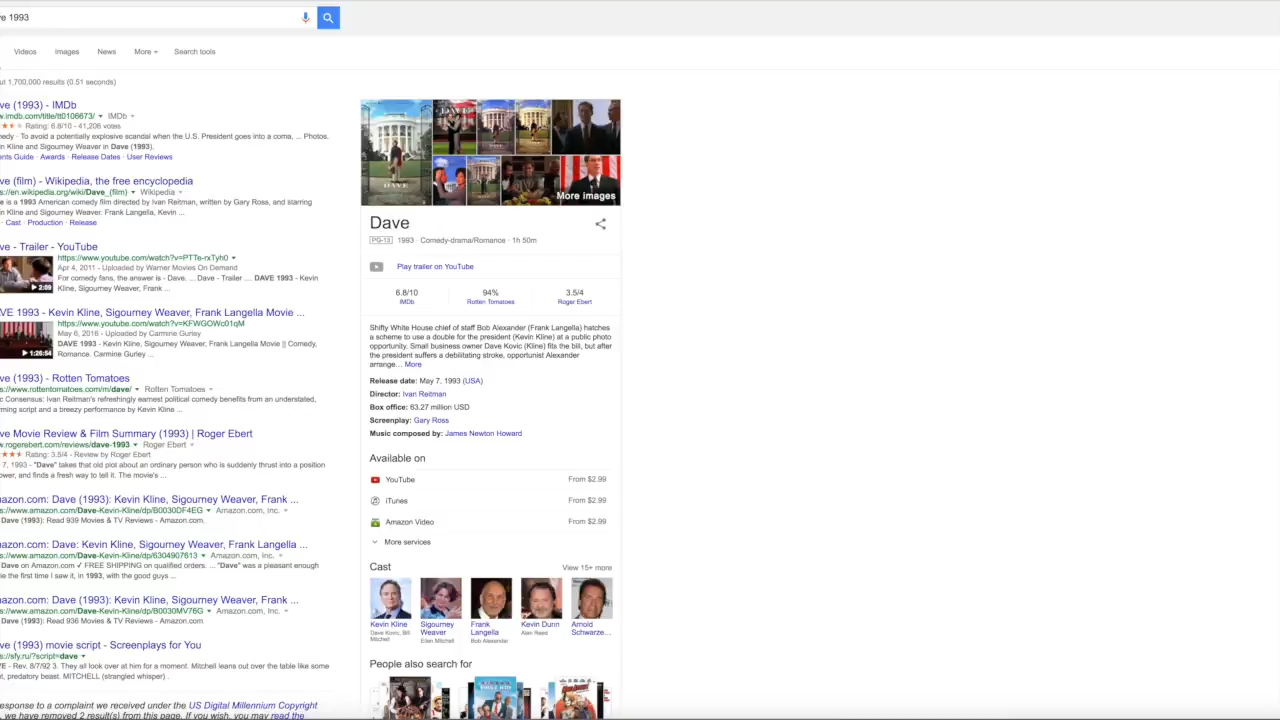 ve 1993
Videos Images News More Search tools
ut 1,700,000 results (0.51 seconds)
ve (1993) - IMDb
w.imdb.com/title/tt0106673/ IMDb
Rating: 6.8/10 - 41,206 votes
nedy · To avoid a potentially explosive scandal when the U.S. President goes into a coma, ... Photos.
in Kline and Sigourney Weaver in Dave (1993).
ents Guide · Awards · Release Dates · User Reviews
ve (film) - Wikipedia, the free encyclopedia
s://en.wikipedia.org/wiki/Dave_(film) Wikipedia
e is a 1993 American comedy film directed by Ivan Reitman, written by Gary Ross, and starring
in Kline and Sigourney Weaver. Frank Langella, Kevin ...
· Cast · Production · Release
ve - Trailer - YouTube
https://www.youtube.com/watch?v=PTTe-rxTyh0
Apr 4, 2011 - Uploaded by Warner Movies On Demand
For comedy fans, the answer is - Dave. ... Dave - Trailer .... DAVE 1993 - Kevin
Kline, Sigourney Weaver, Frank ...
2:09
VE 1993 - Kevin Kline, Sigourney Weaver, Frank Langella Movie ...
https://www.youtube.com/watch?v=KFWGOWc01qM
May 6, 2016 - Uploaded by Carmine Gurley
DAVE 1993 - Kevin Kline, Sigourney Weaver, Frank Langella Movie || Comedy,
Romance. Carmine Gurley ...
1:26:54
ve (1993) - Rotten Tomatoes
s://www.rottentomatoes.com/m/dave/ Rotten Tomatoes
c Consensus: Ivan Reitman's refreshingly earnest political comedy benefits from an understated,
rming script and a breezy performance by Kevin Kline ...
ve Movie Review & Film Summary (1993) | Roger Ebert
w.rogerebert.com/reviews/dave-1993 Roger Ebert
Rating: 3.5/4 - Review by Roger Ebert
7, 1993 - "Dave" takes that old plot about an ordinary person who is suddenly thrust into a position
ower, and finds a fresh way to tell it. The movie's ...
azon.com: Dave (1993): Kevin Kline, Sigourney Weaver, Frank ...
s://www.amazon.com/Dave-Kevin-Kline/dp/B0030DF4EG Amazon.com, Inc.
Dave (1993): Read 939 Movies & TV Reviews - Amazon.com.
azon.com: Dave: Kevin Kline, Sigourney Weaver, Frank Langella ...
s://www.amazon.com/Dave-Kevin-Kline/dp/6304907613 Amazon.com, Inc.
Dave on Amazon.com ✓ FREE SHIPPING on qualified orders. ... "Dave" was a pleasant enough
ie the first time I saw it, in 1993, with the good guys ...
azon.com: Dave (1993): Kevin Kline, Sigourney Weaver, Frank ...
s://www.amazon.com/Dave-Kevin-Kline/dp/B0030MV76G Amazon.com, Inc.
Dave (1993): Read 936 Movies & TV Reviews - Amazon.com.
ve (1993) movie script - Screenplays for You
s://sfy.ru/?script=dave
VE - Rev. 8/7/92 3. They all look over at him for a moment. Mitchell leans out over the table like some
t, predatory beast. MITCHELL (strangled whisper) .
esponse to a complaint we received under the US Digital Millennium Copyright
, we have removed 2 result(s) from this page. If you wish, you may read the
DAVE
More images
Dave
PG-13 1993 · Comedy-drama/Romance · 1h 50m
Play trailer on YouTube
6.8/10 94% 3.5/4
IMDb Rotten Tomatoes Roger Ebert
Shifty White House chief of staff Bob Alexander (Frank Langella) hatches
a scheme to use a double for the president (Kevin Kline) at a public photo
opportunity. Small business owner Dave Kovic (Kline) fits the bill, but after
the president suffers a debilitating stroke, opportunist Alexander
arrange… More
Release date: May 7, 1993 (USA)
Director: Ivan Reitman
Box office: 63.27 million USD
Screenplay: Gary Ross
Music composed by: James Newton Howard
Available on
YouTube From $2.99
iTunes From $2.99
Amazon Video From $2.99
More services
Cast View 15+ more
Kevin Kline Sigourney Frank Kevin Dunn Arnold
Weaver Langella Schwarze...
Dave Kovic, Bill Mitchell Ellen Mitchell Bob Alexander Alan Reed
People also search for